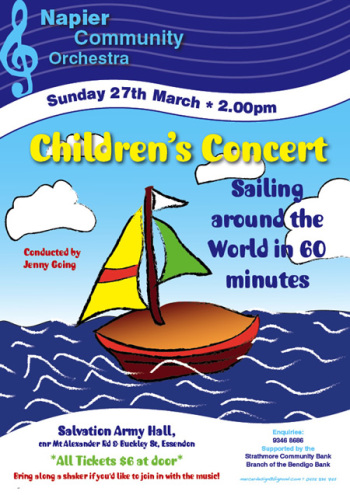 Napier
Community
Orchestra
Sunday 27th March * 2.00pm
Children's Concert
Sailing
around the
World in 60
minutes
Conducted by
Jenny Going
Salvation Army Hall,
cnr Mt Alexander Rd & Buckley St, Essendon
*All Tickets $6 at door*
Bring along a shaker if you'd like to join in with the music!
Enquiries:
9346 6686
Supported by the
Strathmore Community Bank
Branch of the Bendigo Bank